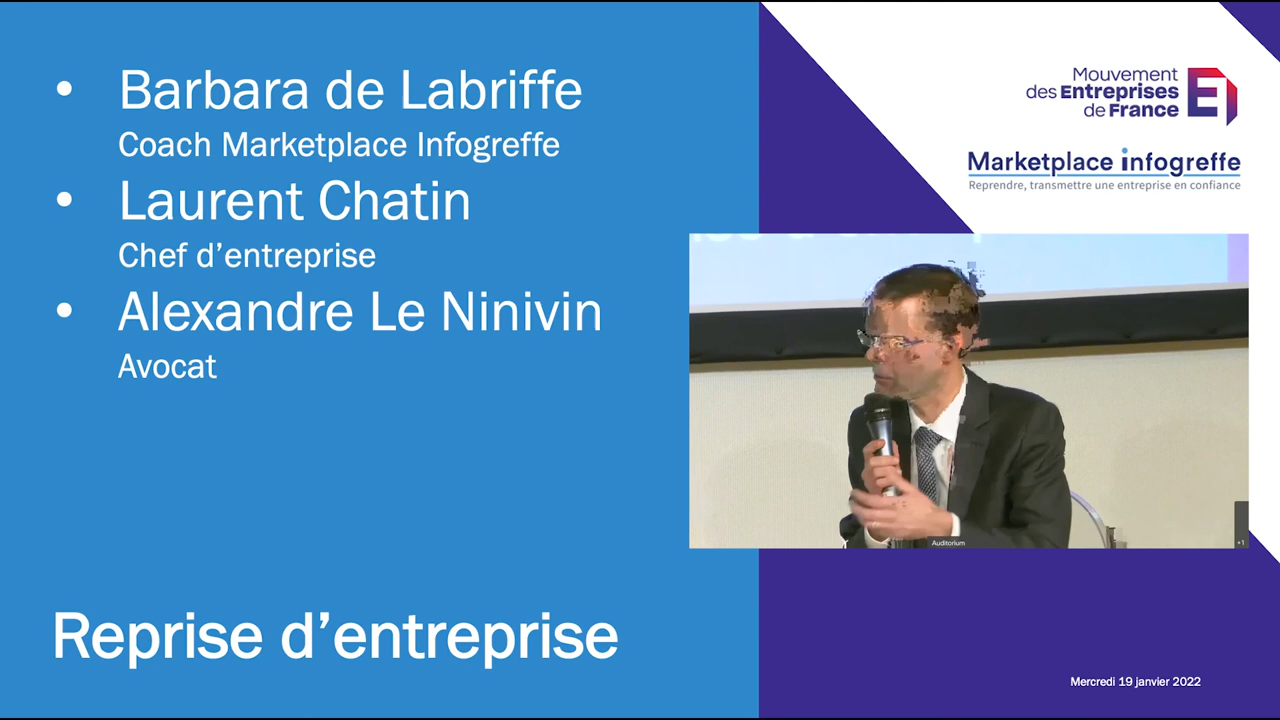 • Barbara de Labriffe
Coach Marketplace Infogreffe
• Laurent Chatin
Chef d’entreprise
• Alexandre Le Ninivin
Avocat
Reprise d’entreprise
Mouvement
des Entreprises
de France
Marketplace infogreffe
Reprendre, transmettre une entreprise en confiance
Auditorium
+1
Mercredi 19 janvier 2022